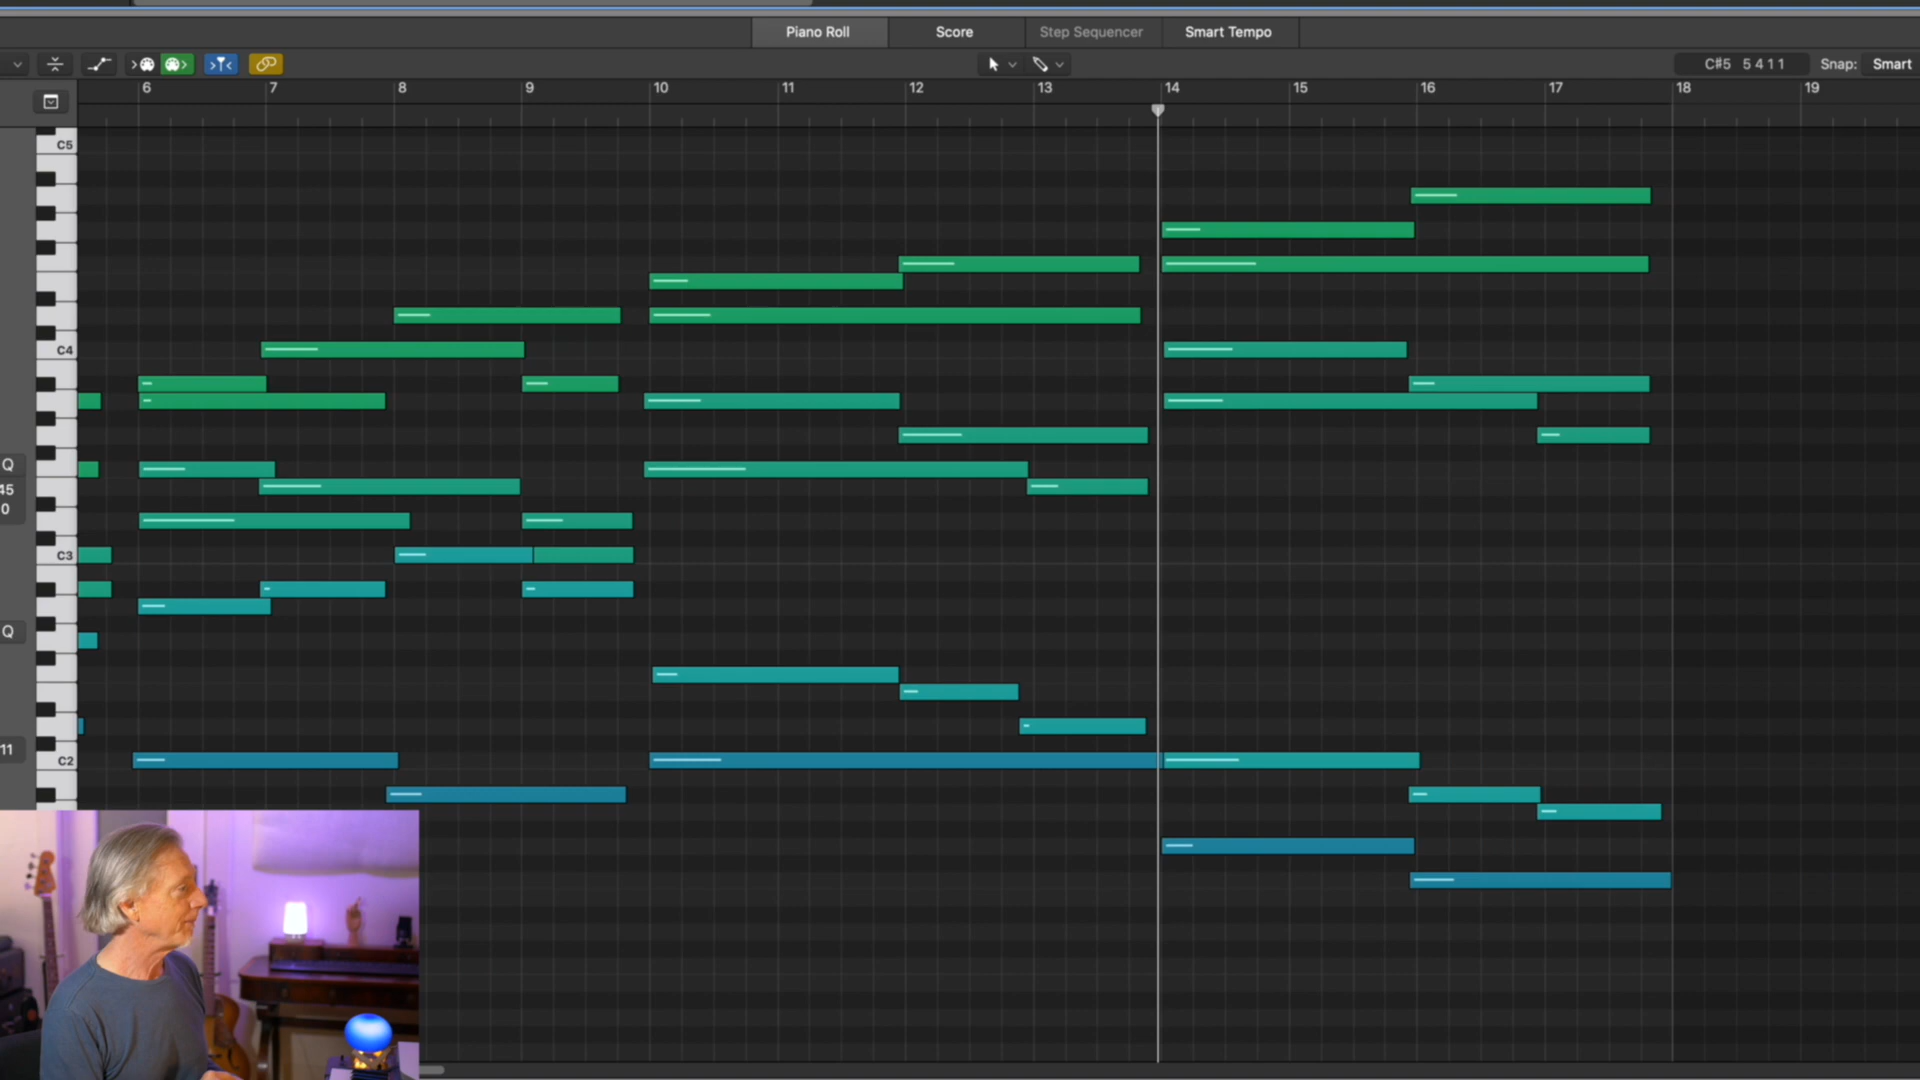 Piano Roll
Score
Step Sequencer
Smart Tempo
C#5 5 4 1 1
Snap: Smart
6 7 8 9 10 11 12 13 14 15 16 17 18 19
C5
C4
Q
45
0
C3
Q
11
C2